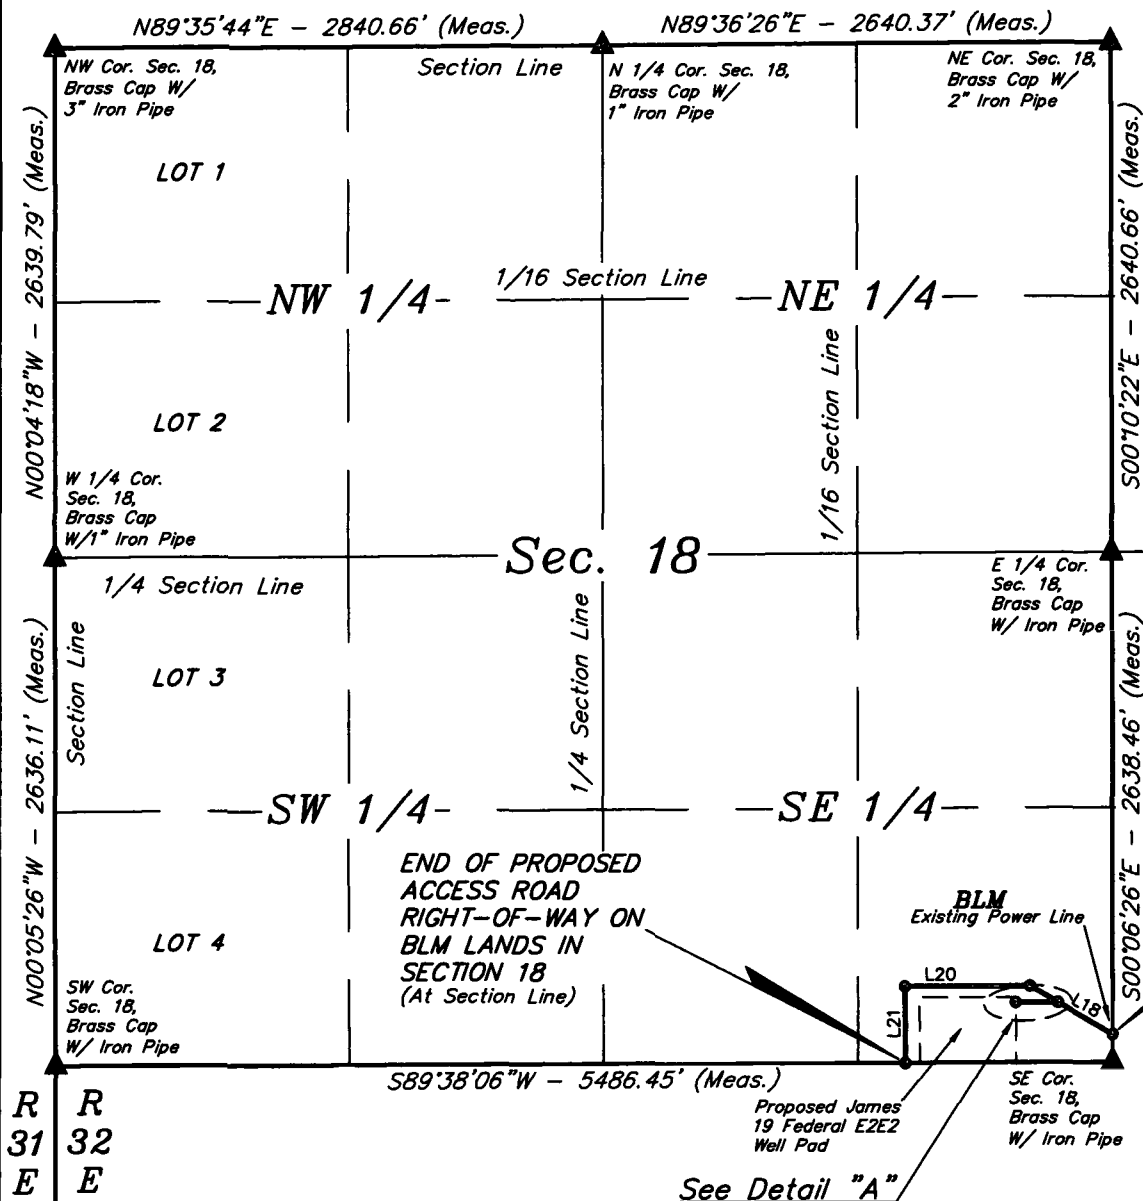 N89°35'44"E - 2840.66' (Meas.)
N89°36'26"E - 2640.37' (Meas.)
NW Cor. Sec. 18,
Brass Cap W/
3" Iron Pipe
Section Line
N 1/4 Cor. Sec. 18,
Brass Cap W/
1" Iron Pipe
NE Cor. Sec. 18,
Brass Cap W/
2" Iron Pipe
N00°04'18"W - 2639.79' (Meas.)
S00°10'22"E - 2640.66' (Meas.)
LOT 1
NW 1/4
1/16 Section Line
NE 1/4
1/16 Section Line
LOT 2
W 1/4 Cor.
Sec. 18,
Brass Cap
W/1" Iron Pipe
Sec. 18
1/4 Section Line
E 1/4 Cor.
Sec. 18,
Brass Cap
W/ Iron Pipe
N00°05'26"W - 2636.11' (Meas.)
Section Line
LOT 3
1/4 Section Line
S00°06'26"E - 2638.46' (Meas.)
SW 1/4
SE 1/4
END OF PROPOSED
ACCESS ROAD
RIGHT-OF-WAY ON
BLM LANDS IN
SECTION 18
(At Section Line)
BLM
Existing Power Line
LOT 4
L20
L18
L21
SW Cor.
Sec. 18,
Brass Cap
W/ Iron Pipe
S89°38'06"W - 5486.45' (Meas.)
Proposed James
19 Federal E2E2
Well Pad
SE Cor.
Sec. 18,
Brass Cap
W/ Iron Pipe
R R
31 32
E E
See Detail "A"